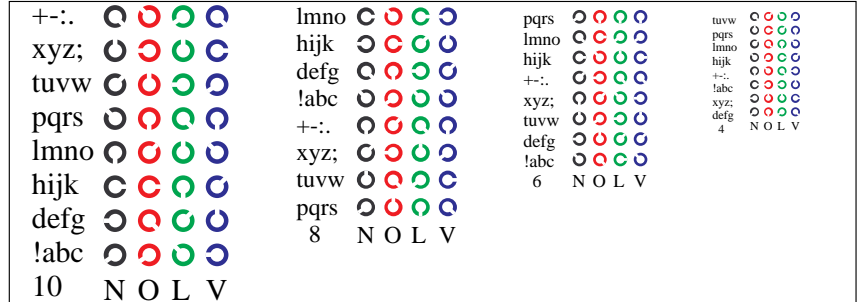 +-:.
xyz;
tuvw
pqrs
lmno
hijk
defg
!abc
10 N O L V
lmno
hijk
defg
!abc
+-:.
xyz;
tuvw
pqrs
8 N O L V
pqrs
lmno
hijk
+-:.
xyz;
tuvw
defg
!abc
6 N O L V
tuvw
pqrs
lmno
hijk
+-:.
!abc
xyz;
defg
4 N O L V